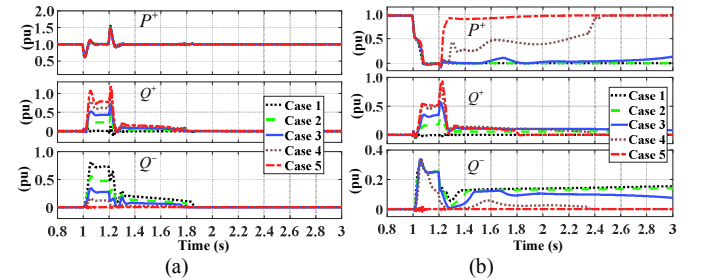 (pu)
2.0
1.5
1.0
0.5
P+
(pu)
1.0
0.5
0
Q+
(pu)
1.0
0.5
0
Q−
Case 1
Case 2
Case 3
Case 4
Case 5
0.8 1 1.2 1.4 1.6 1.8 2 2.2 2.4 2.6 2.8 3
Time (s)
(a)
(pu)
1.0
0.5
0
P+
(pu)
1.0
0.5
0
Q+
(pu)
0.4
0.2
0
Q−
Case 1
Case 2
Case 3
Case 4
Case 5
0.8 1 1.2 1.4 1.6 1.8 2 2.2 2.4 2.6 2.8 3
Time (s)
(b)